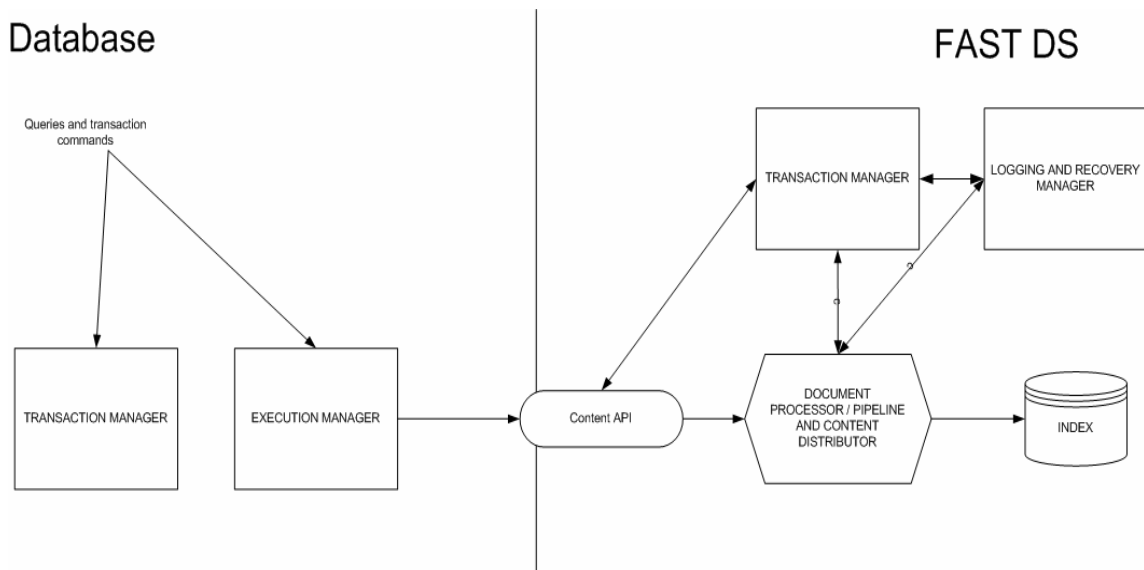 Database
FAST DS
Queries and transaction
commands
TRANSACTION MANAGER
LOGGING AND RECOVERY
MANAGER
TRANSACTION MANAGER
EXECUTION MANAGER
Content API
DOCUMENT
PROCESSOR / PIPELINE
AND CONTENT
DISTRIBUTOR
INDEX